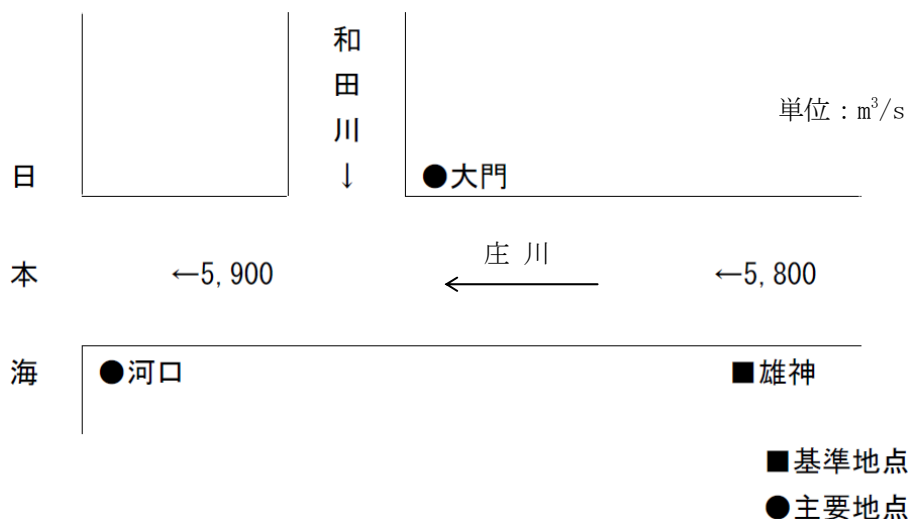 和田川↓
単位：m³/s
●大門
日本海
庄川
←5,900
←5,800
●河口
■雄神
■基準地点
●主要地点